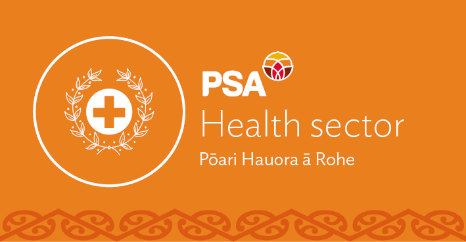 PSA
Health sector
Pōari Hauora ā Rohe